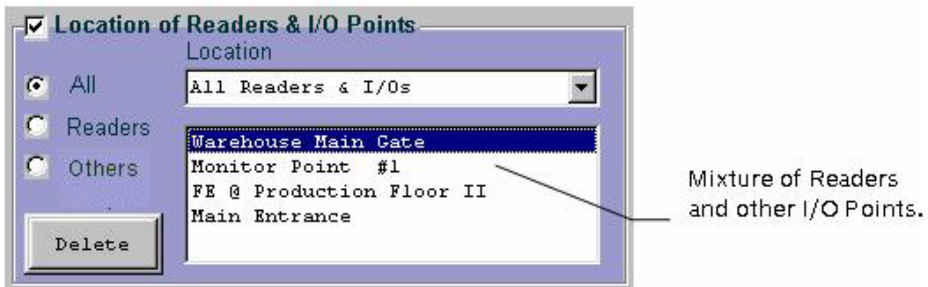 Location of Readers & I/O Points
Location
All
All Readers & I/Os
Readers
Others
Delete
Warehouse Main Gate
Monitor Point #1
FE @ Production Floor II
Main Entrance
Mixture of Readers
and other I/O Points.